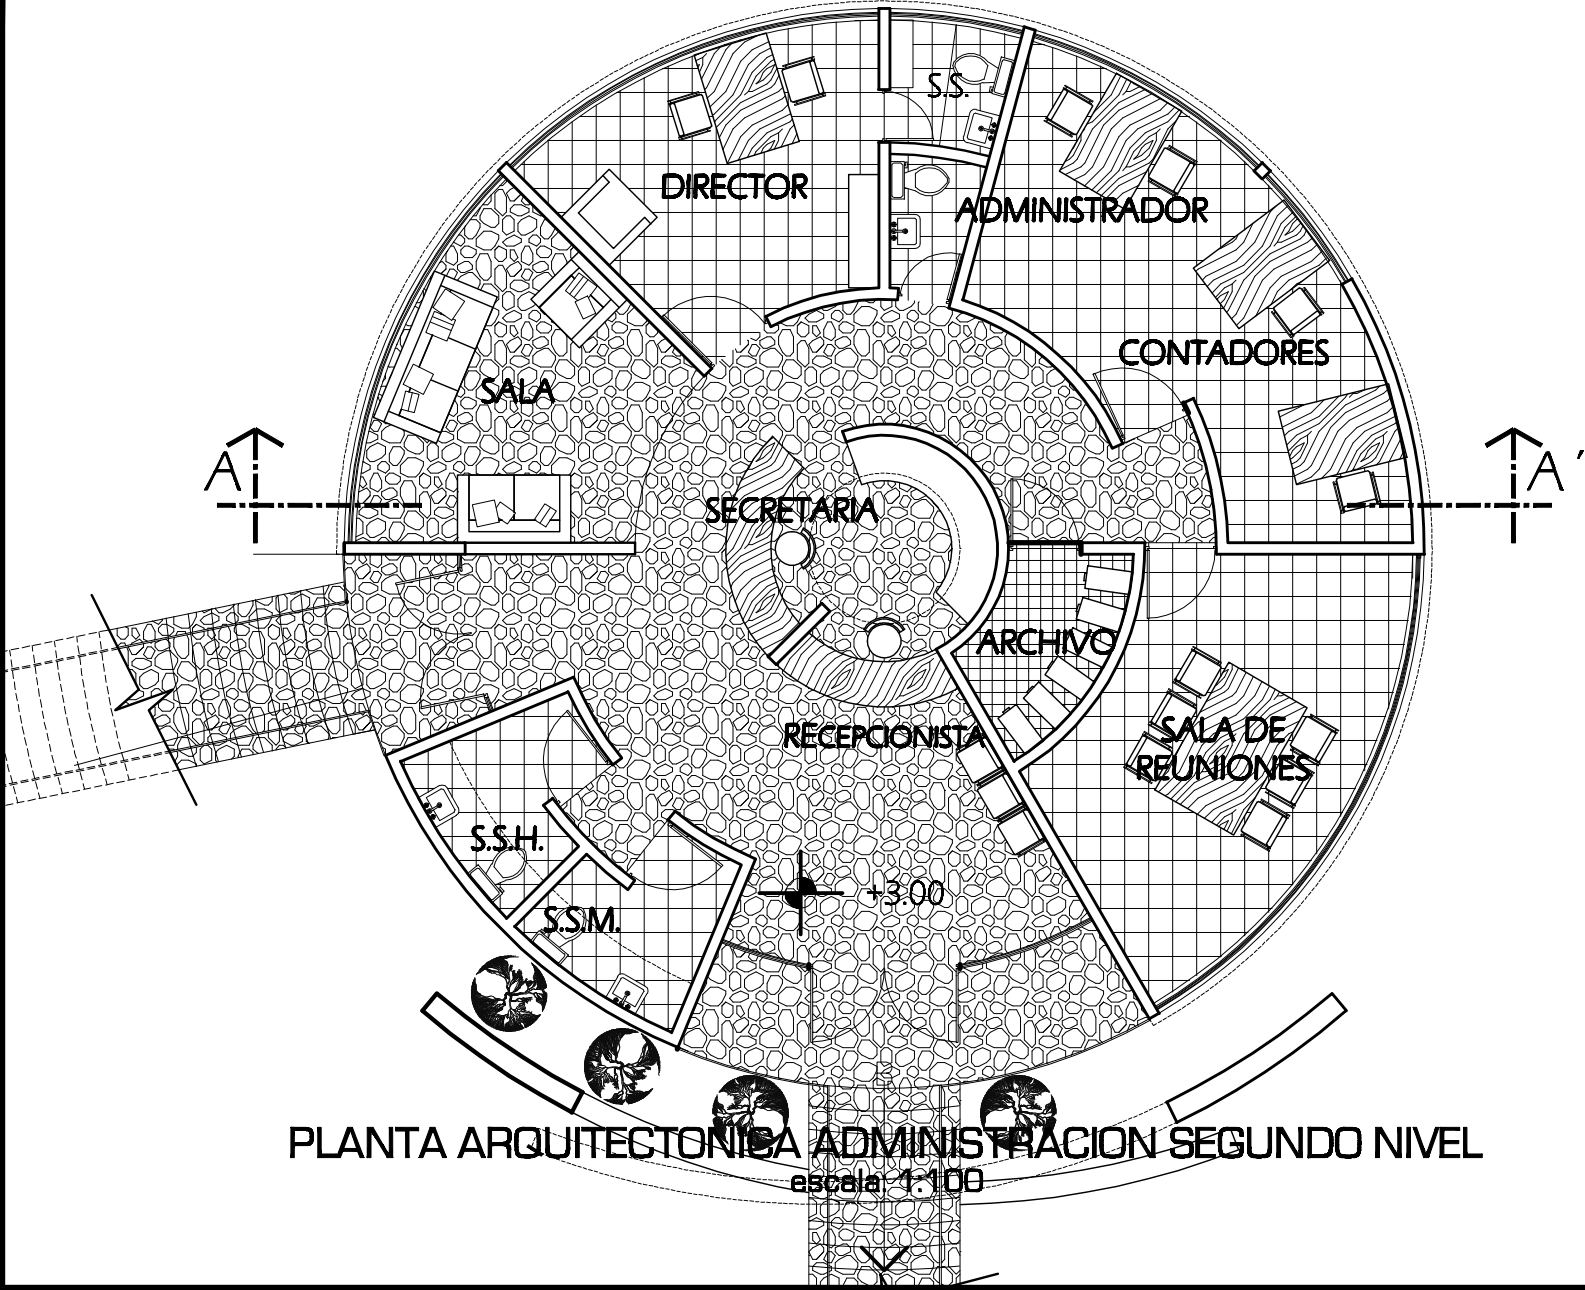 S.S.
DIRECTOR
ADMINISTRADOR
CONTADORES
SALA
A
A'
SECRETARIA
ARCHIVO
RECEPCIONISTA
SALA DE
REUNIONES
S.S.H.
+3.00
S.S.M.
PLANTA ARQUITECTONICA ADMINISTRACION SEGUNDO NIVEL
escala. 1:100